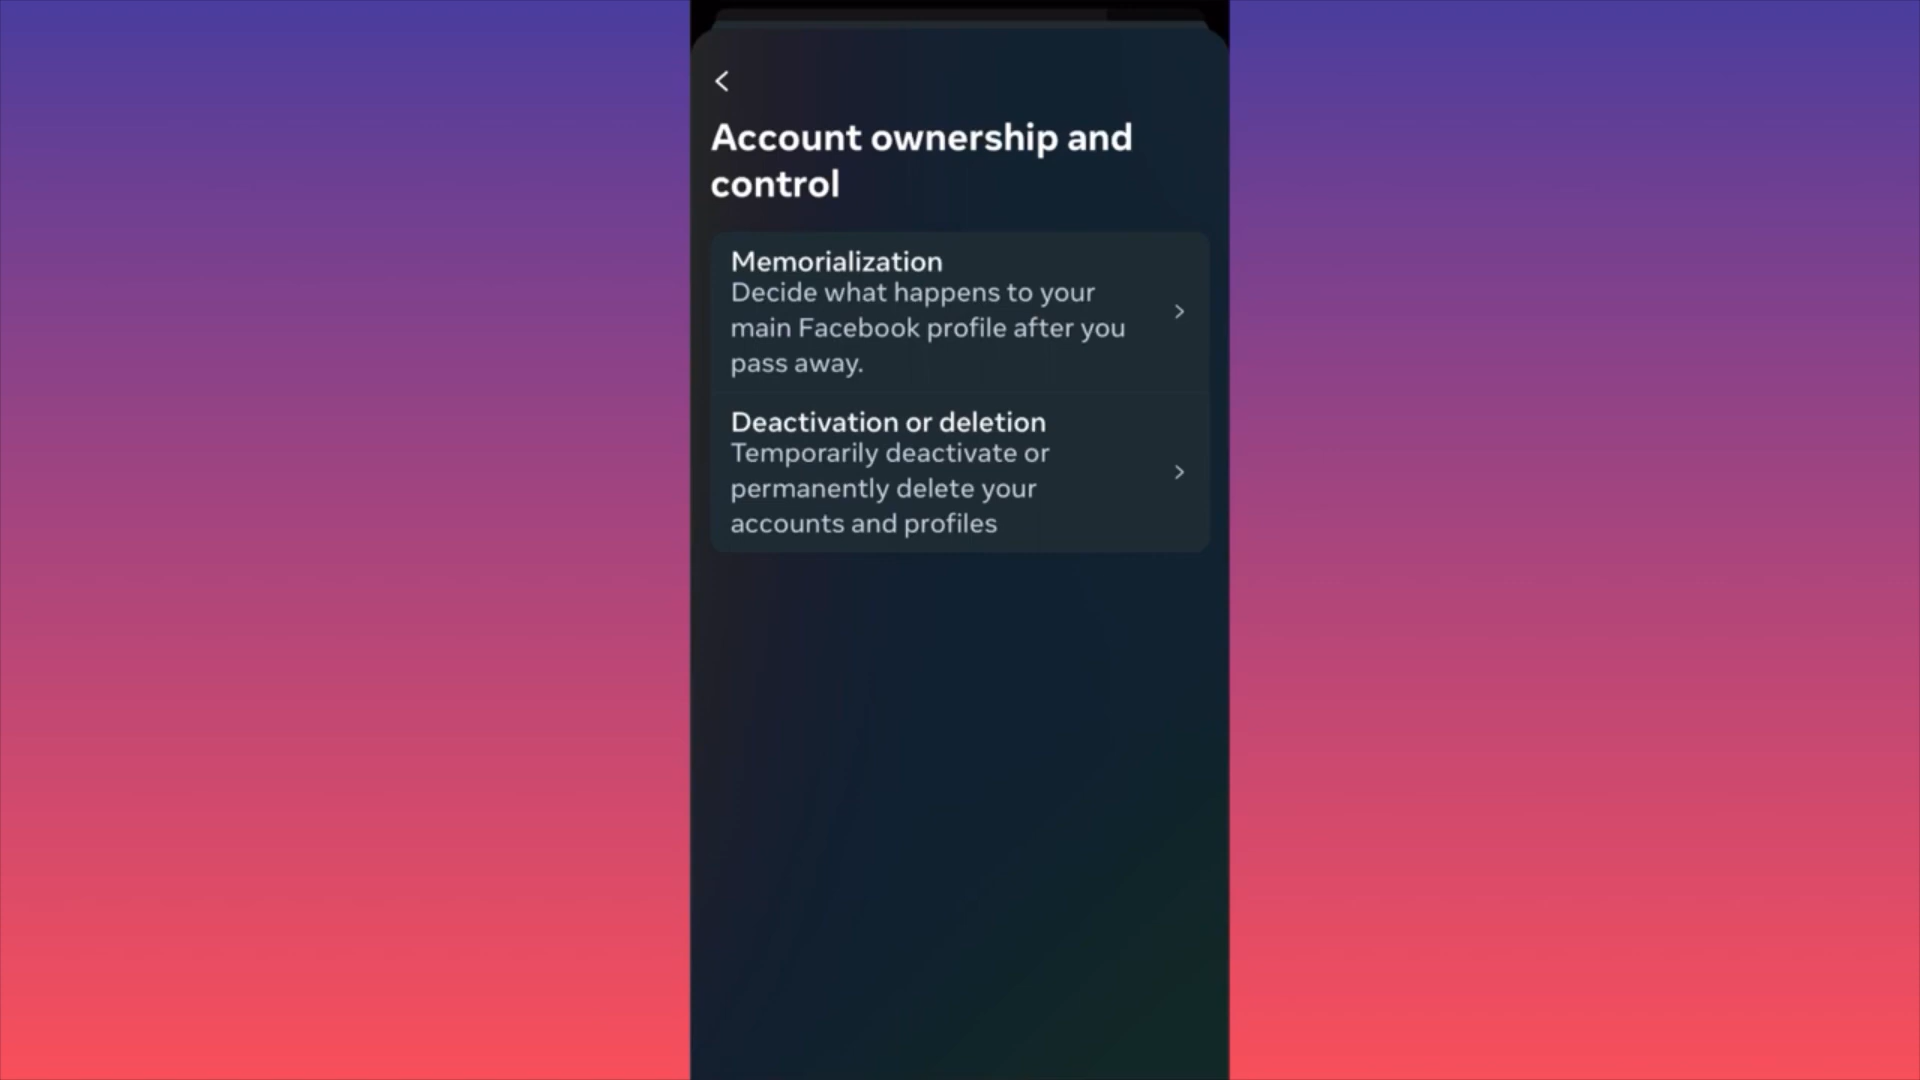 Account ownership and
control
Memorialization
Decide what happens to your
main Facebook profile after you
pass away.
Deactivation or deletion
Temporarily deactivate or
permanently delete your
accounts and profiles